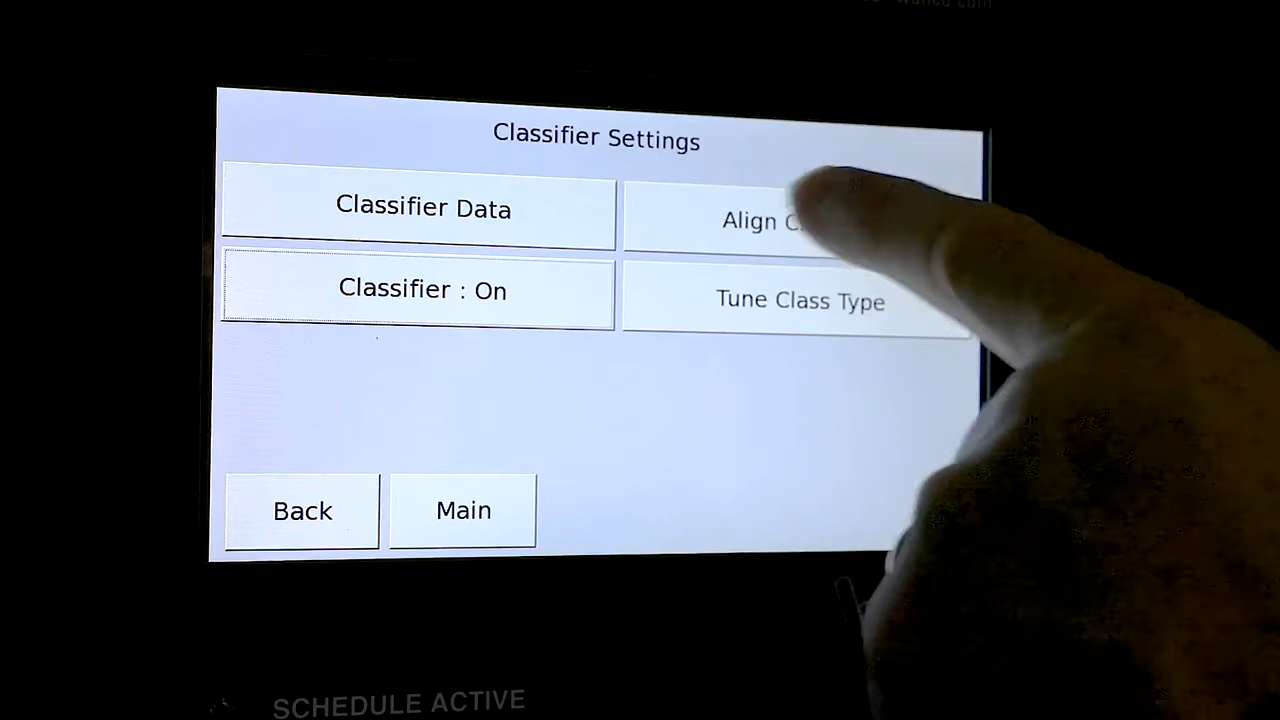 Classifier Settings
Classifier Data
Align
Classifier : On
Tune Class Type
Back
Main
SCHEDULE ACTIVE